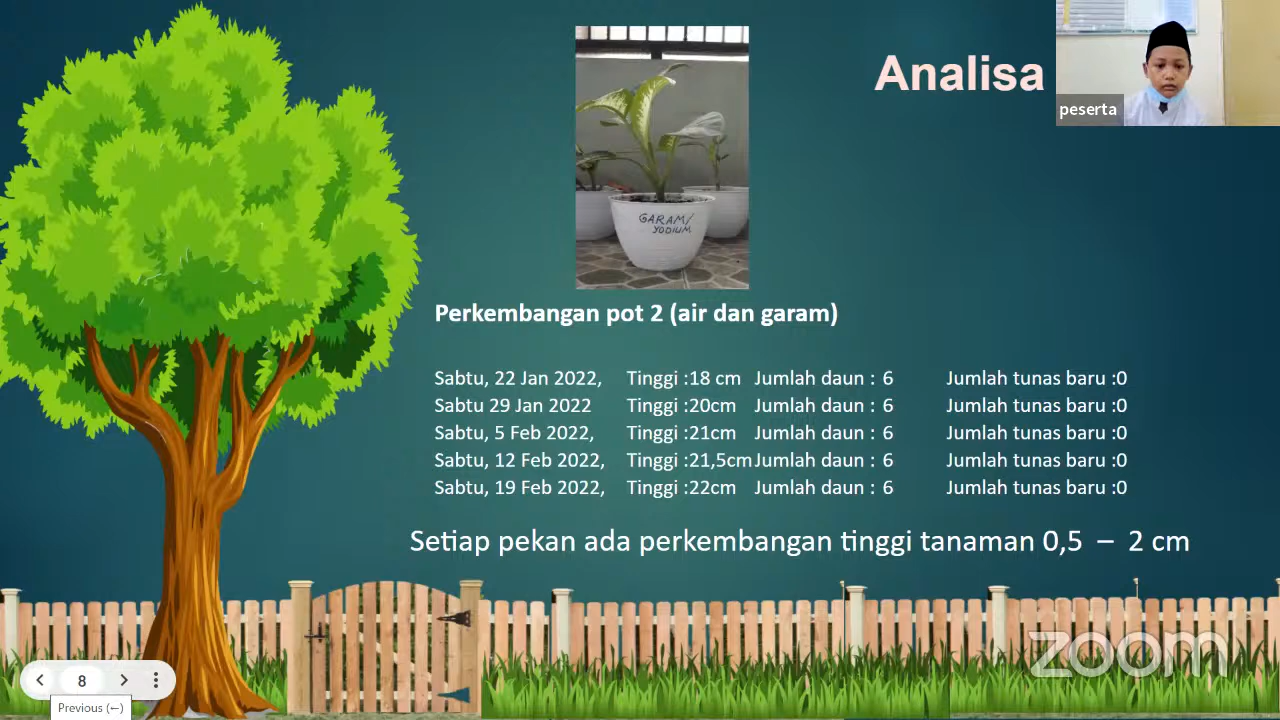 Analisa
peserta
GARAM/
YODIUM
Perkembangan pot 2 (air dan garam)
Sabtu, 22 Jan 2022, Tinggi :18 cm Jumlah daun : 6 Jumlah tunas baru :0
Sabtu 29 Jan 2022 Tinggi :20cm Jumlah daun : 6 Jumlah tunas baru :0
Sabtu, 5 Feb 2022, Tinggi :21cm Jumlah daun : 6 Jumlah tunas baru :0
Sabtu, 12 Feb 2022, Tinggi :21,5cm Jumlah daun : 6 Jumlah tunas baru :0
Sabtu, 19 Feb 2022, Tinggi :22cm Jumlah daun : 6 Jumlah tunas baru :0
Setiap pekan ada perkembangan tinggi tanaman 0,5 – 2 cm
zoom
8
Previous (←)